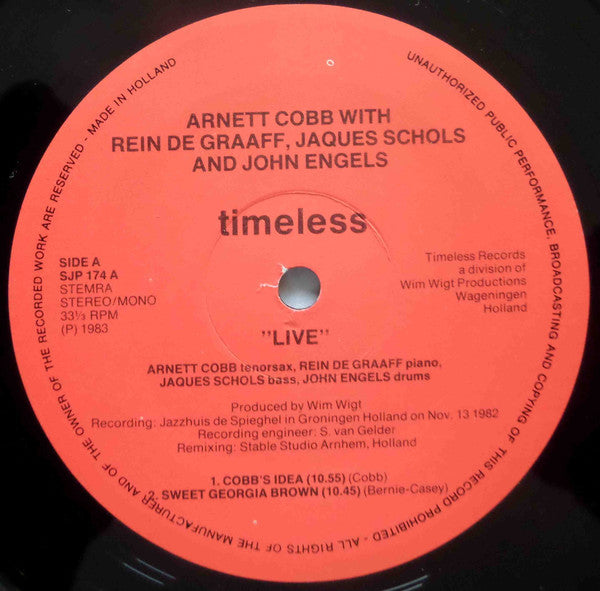 ARNETT COBB WITH
REIN DE GRAAFF, JAQUES SCHOLS
AND JOHN ENGELS
timeless
SIDE A
SJP 174 A
STEMRA
STEREO/MONO
33⅓ RPM
(P) 1983
Timeless Records
a division of
Wim Wigt Productions
Wageningen
Holland
"LIVE"
ARNETT COBB tenorsax, REIN DE GRAAFF piano,
JAQUES SCHOLS bass, JOHN ENGELS drums
Produced by Wim Wigt
Recording: Jazzhuis de Spieghel in Groningen Holland on Nov. 13 1982
Recording engineer: S. van Gelder
Remixing: Stable Studio Arnhem, Holland
1. COBB'S IDEA (10.55) (Cobb)
2. SWEET GEORGIA BROWN (10.45) (Bernie-Casey)
UNAUTHORIZED PUBLIC PERFORMANCE, BROADCASTING AND COPYING OF THIS RECORD PROHIBITED - ALL RIGHTS OF THE MANUFACTURER AND OF THE OWNER OF THE RECORDED WORK ARE RESERVED - MADE IN HOLLAND